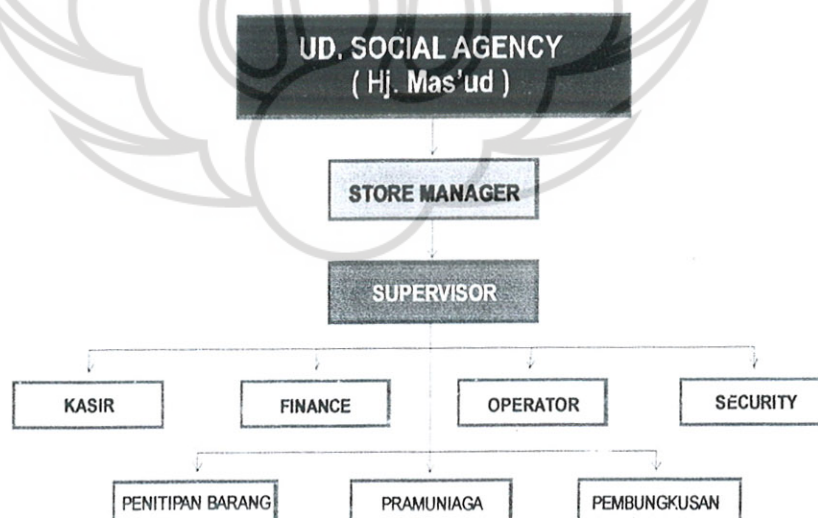 UD. SOCIAL AGENCY
( Hj. Mas'ud )
STORE MANAGER
SUPERVISOR
KASIR
FINANCE
OPERATOR
SECURITY
PENITIPAN BARANG
PRAMUNIAGA
PEMBUNGKUSAN